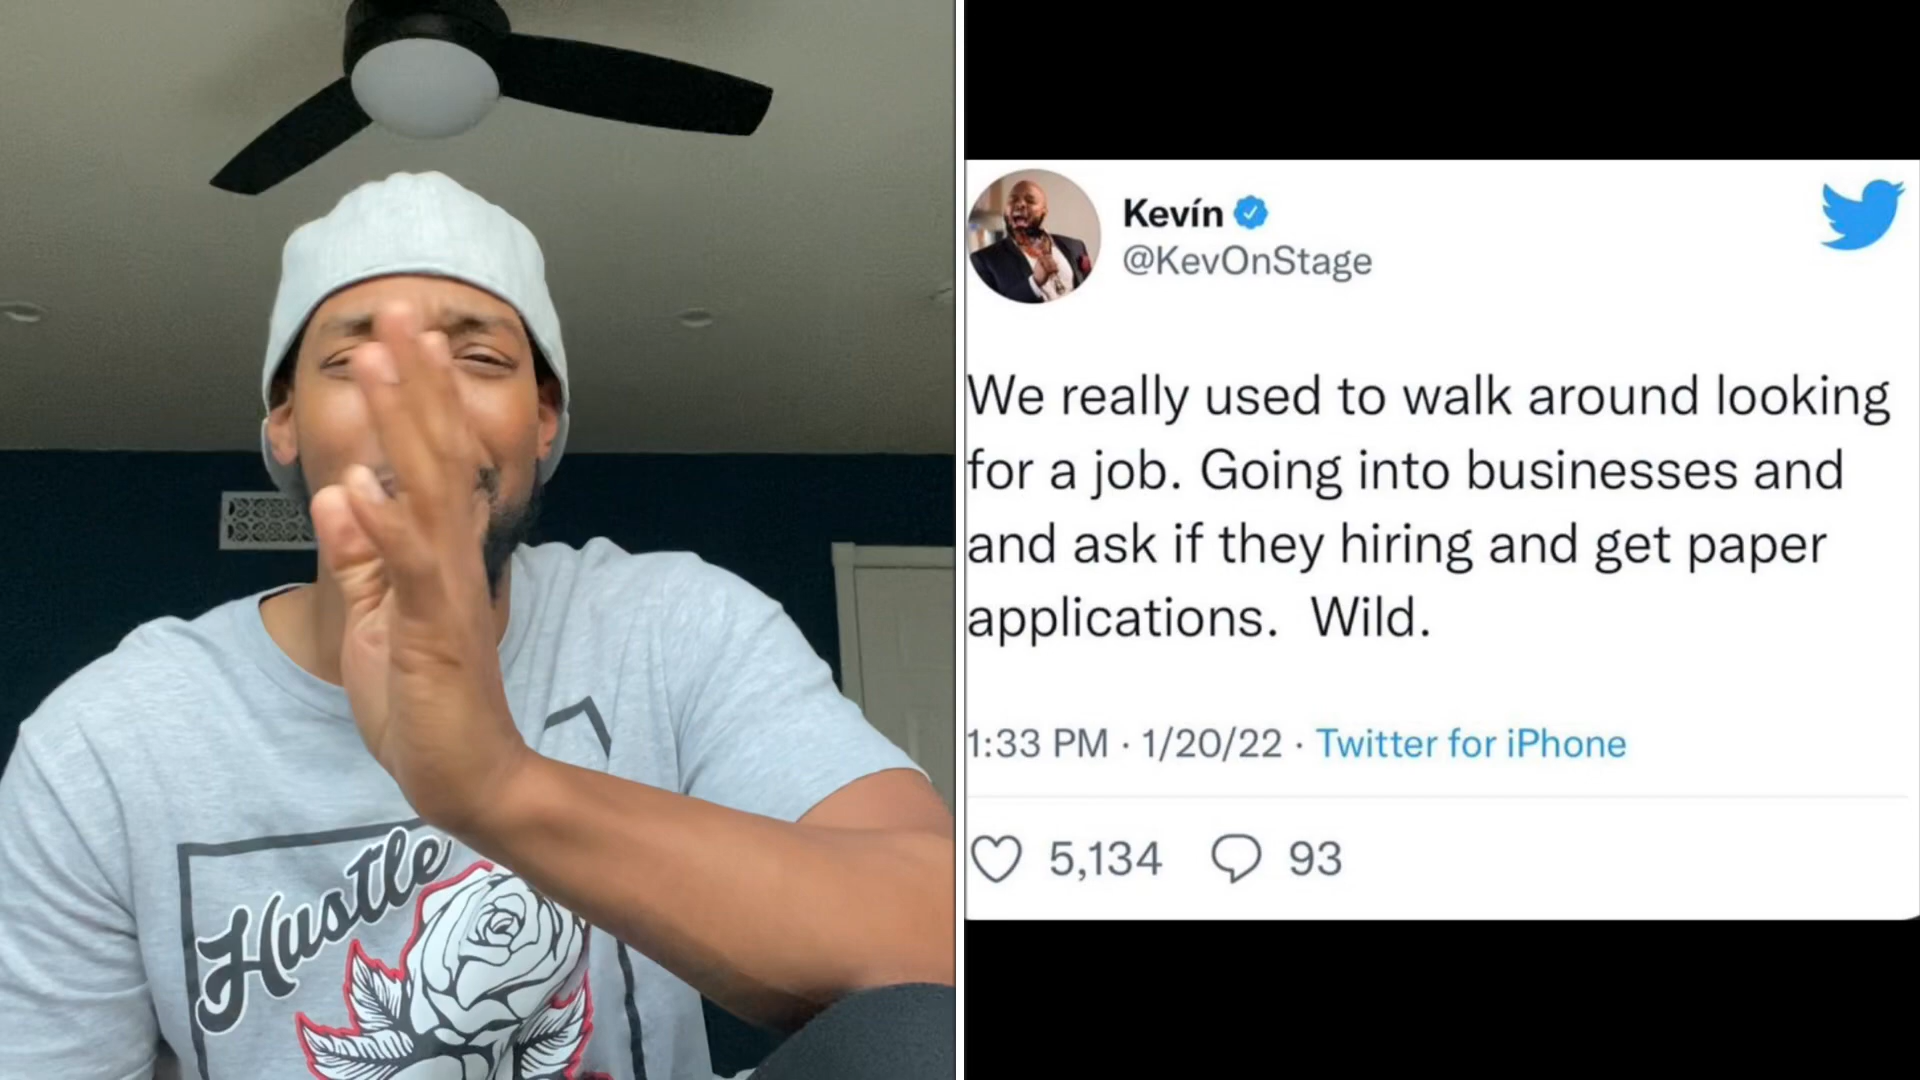 Hustle
Kevín
@KevOnStage
We really used to walk around looking
for a job. Going into businesses and
and ask if they hiring and get paper
applications. Wild.
1:33 PM · 1/20/22 · Twitter for iPhone
5,134 93